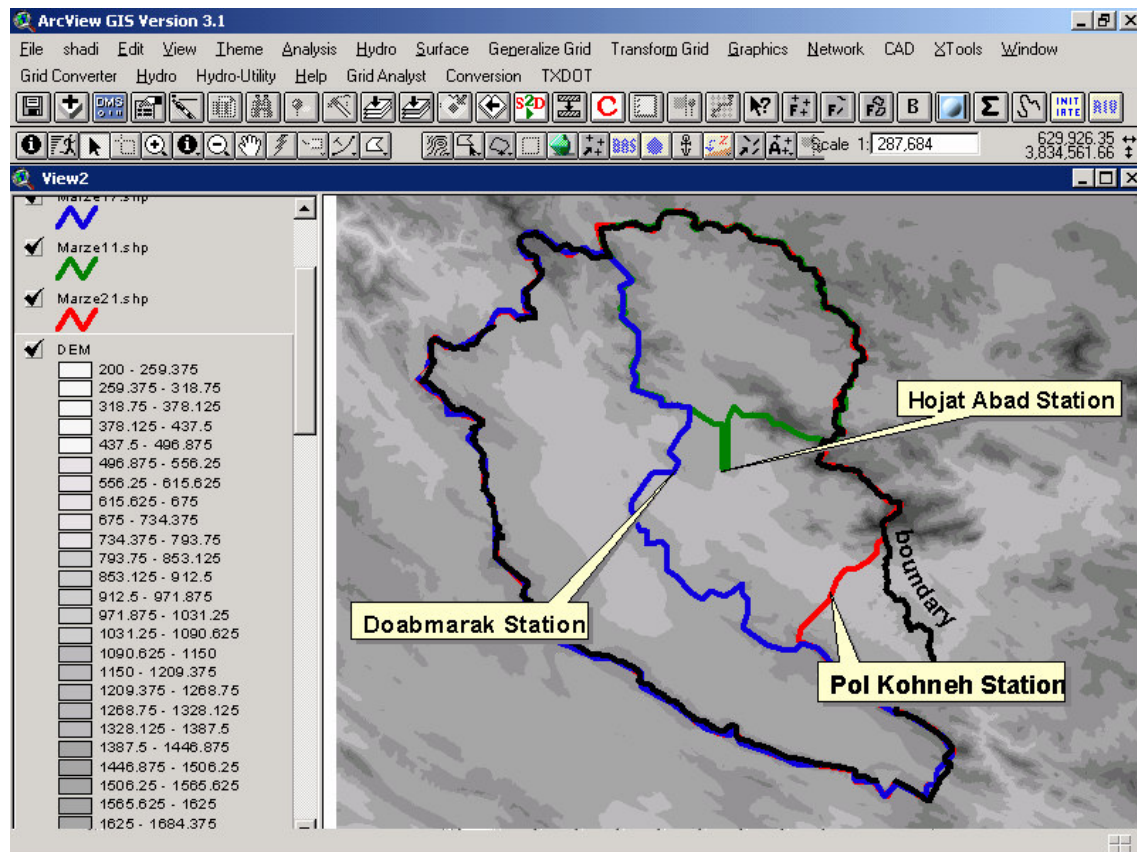 ArcView GIS Version 3.1
File shadi Edit View Theme Analysis Hydro Surface Generalize Grid Transform Grid Graphics Network CAD XTools Window
Grid Converter Hydro Hydro-Utility Help Grid Analyst Conversion TXDOT
S2D C B Σ INIT
Scale 1: 287,684 629,926.35
3,834,561.66
View2
Marze17.shp
Marze11.shp
Marze21.shp
DEM
200 - 259.375
259.375 - 318.75
318.75 - 378.125
378.125 - 437.5
437.5 - 496.875
496.875 - 556.25
556.25 - 615.625
615.625 - 675
675 - 734.375
734.375 - 793.75
793.75 - 853.125
853.125 - 912.5
912.5 - 971.875
971.875 - 1031.25
1031.25 - 1090.625
1090.625 - 1150
1150 - 1209.375
1209.375 - 1268.75
1268.75 - 1328.125
1328.125 - 1387.5
1387.5 - 1446.875
1446.875 - 1506.25
1506.25 - 1565.625
1565.625 - 1625
1625 - 1684.375
Hojat Abad Station
boundary
Doabmarak Station
Pol Kohneh Station